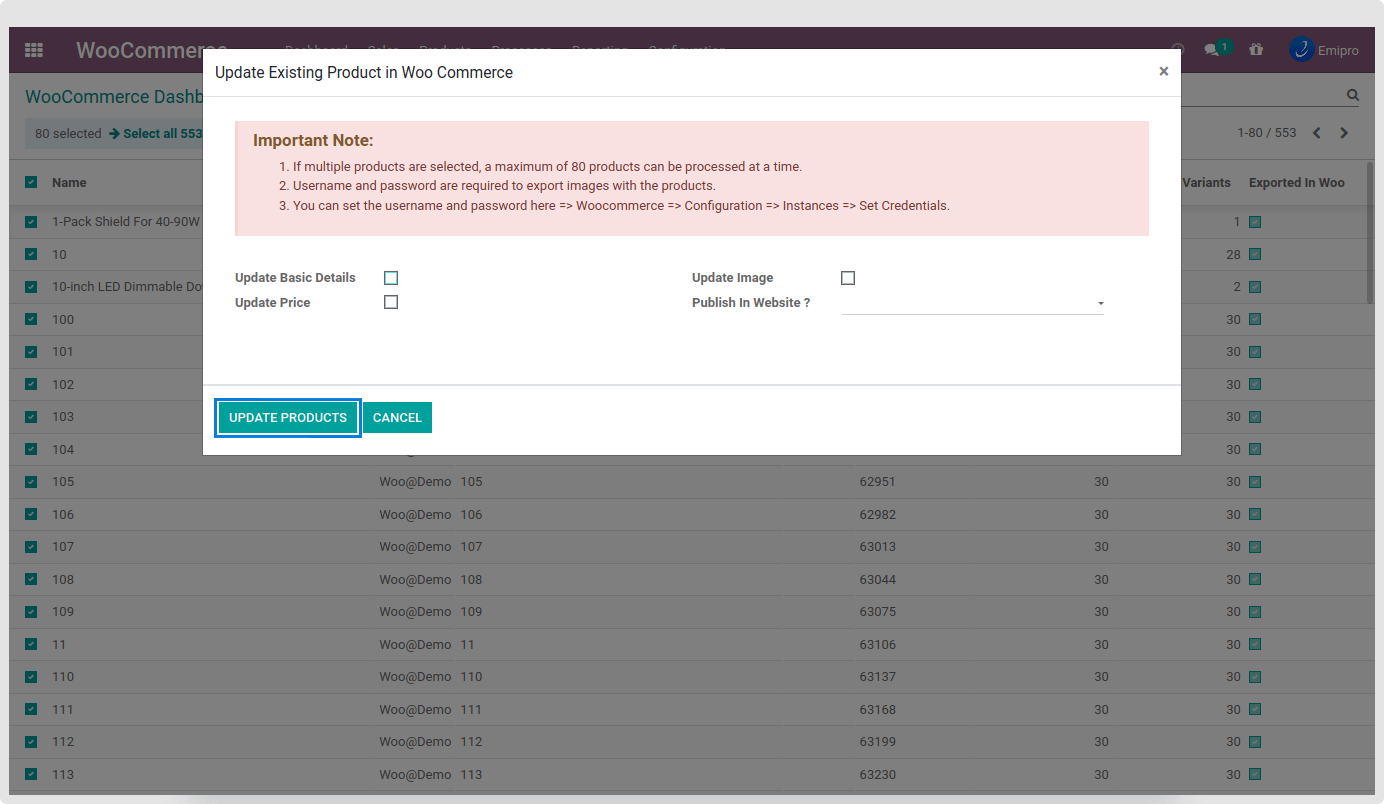 WooCommerce Dashboard Sales Products Processes Reporting Configuration 1 Emipro
Update Existing Product in Woo Commerce ×
WooCommerce Dashb
80 selected Select all 553
1-80 / 553
Important Note:
1. If multiple products are selected, a maximum of 80 products can be processed at a time.
2. Username and password are required to export images with the products.
3. You can set the username and password here => Woocommerce => Configuration => Instances => Set Credentials.
Name Variants Exported In Woo
1-Pack Shield For 40-90W 1
10 28
10-inch LED Dimmable Do 2
100 30
101 30
102 30
103 30
104 30
Update Basic Details Update Image
Update Price Publish In Website ?
UPDATE PRODUCTS CANCEL
105 Woo@Demo 105 62951 30 30
106 Woo@Demo 106 62982 30 30
107 Woo@Demo 107 63013 30 30
108 Woo@Demo 108 63044 30 30
109 Woo@Demo 109 63075 30 30
11 Woo@Demo 11 63106 30 30
110 Woo@Demo 110 63137 30 30
111 Woo@Demo 111 63168 30 30
112 Woo@Demo 112 63199 30 30
113 Woo@Demo 113 63230 30 30